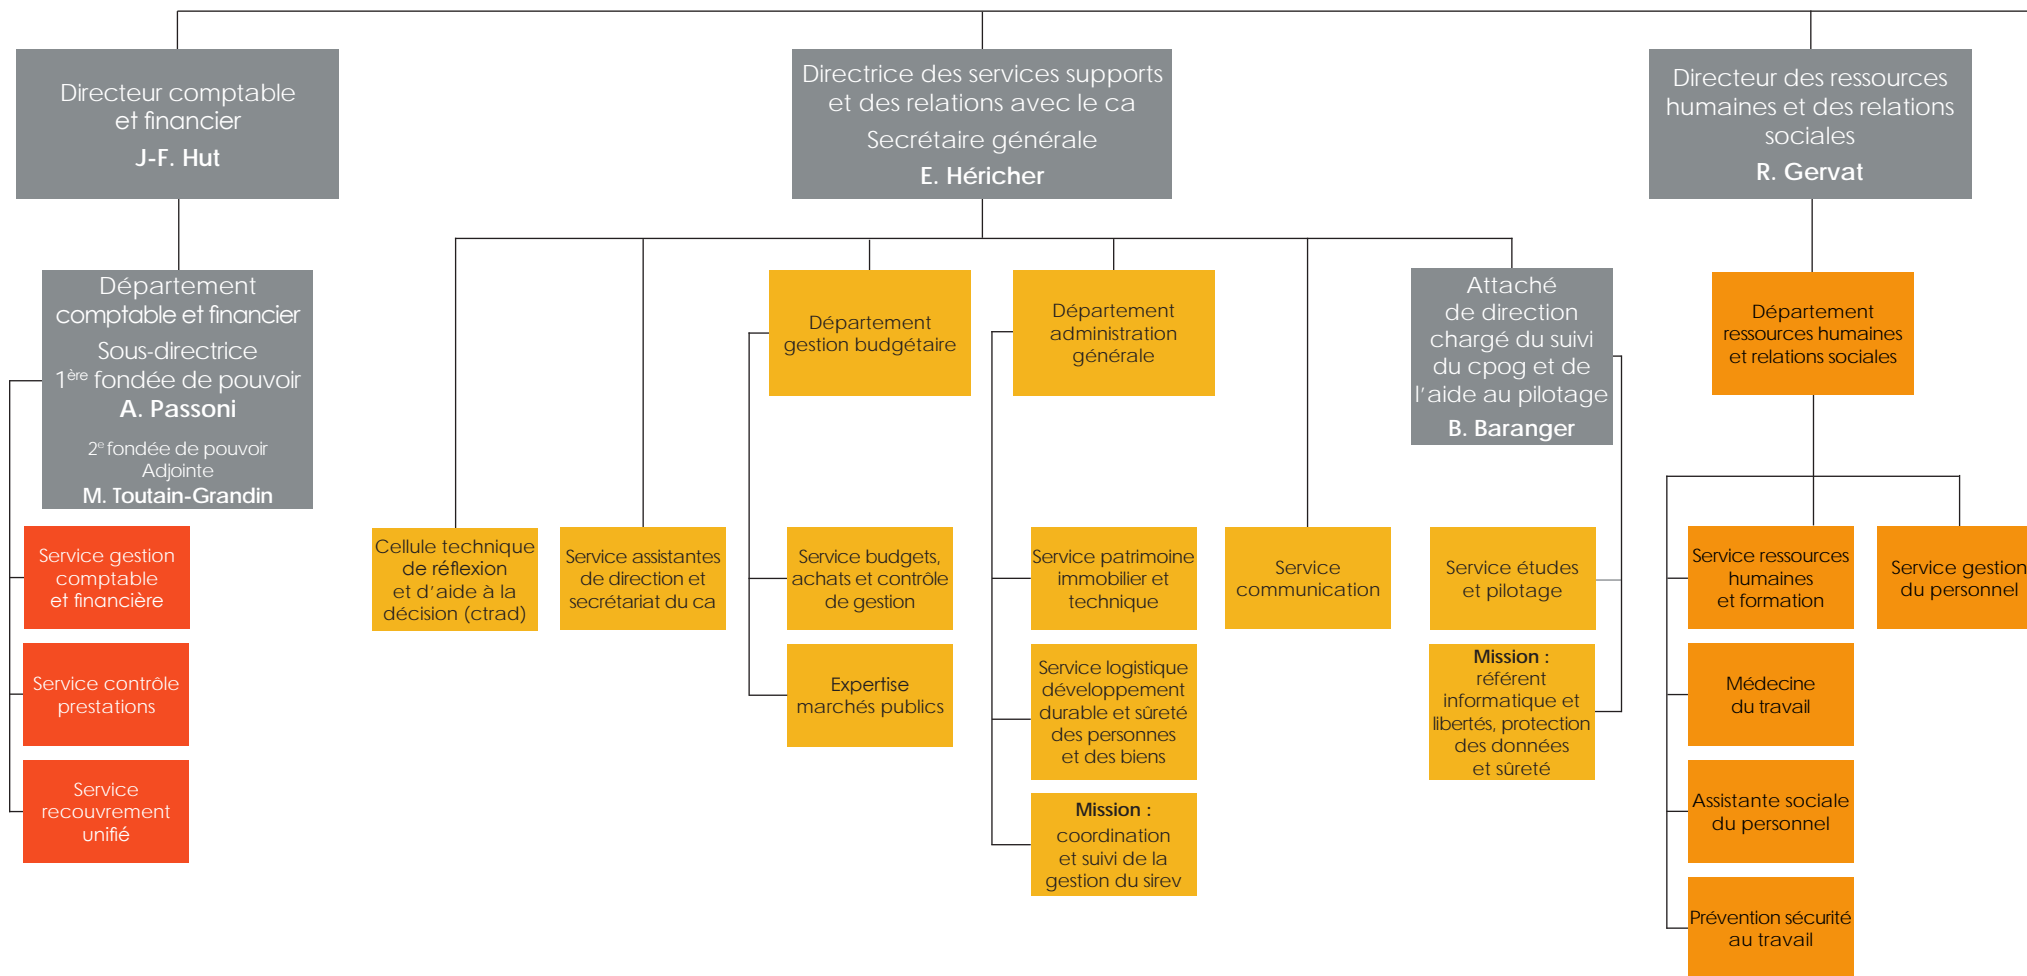 Directeur comptable
et financier
J-F. Hut
Directrice des services supports
et des relations avec le ca
Secrétaire générale
E. Héricher
Directeur des ressources
humaines et des relations
sociales
R. Gervat
Département
comptable et financier
Sous-directrice
1ère fondée de pouvoir
A. Passoni
2e fondée de pouvoir
Adjointe
M. Toutain-Grandin
Département
gestion budgétaire
Département
administration
générale
Attaché
de direction
chargé du suivi
du cpog et de
l'aide au pilotage
B. Baranger
Département
ressources humaines
et relations sociales
Service gestion
comptable
et financière
Service contrôle
prestations
Service
recouvrement
unifié
Cellule technique
de réflexion
et d'aide à la
décision (ctrad)
Service assistantes
de direction et
secrétariat du ca
Service budgets,
achats et contrôle
de gestion
Expertise
marchés publics
Service patrimoine
immobilier et
technique
Service logistique
développement
durable et sûreté
des personnes
et des biens
Mission :
coordination
et suivi de la
gestion du sirev
Service
communication
Service études
et pilotage
Mission :
référent
informatique et
libertés, protection
des données
et sûreté
Service ressources
humaines
et formation
Service gestion
du personnel
Médecine
du travail
Assistante sociale
du personnel
Prévention sécurité
au travail